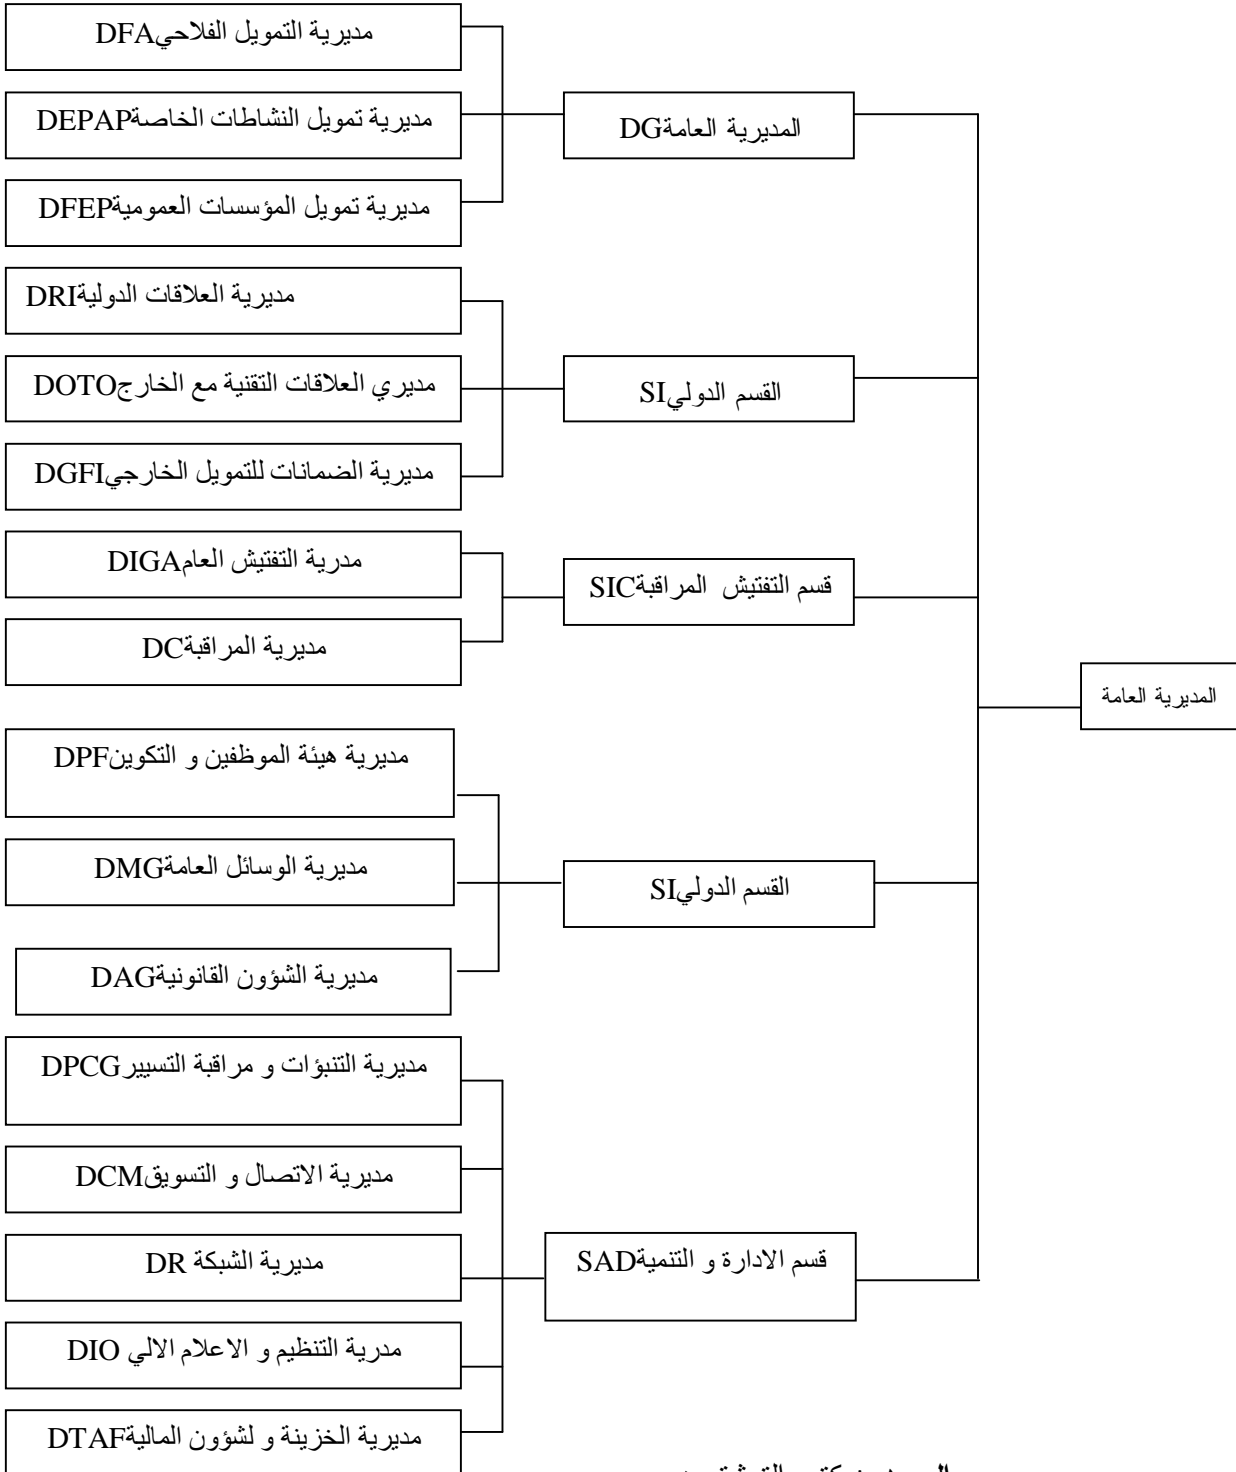 مديرية التمويل الفلاحيDFA
مديرية تمويل النشاطات الخاصةDEPAP
المديرية العامةDG
مديرية تمويل المؤسسات العموميةDFEP
مديرية العلاقات الدوليةDRI
مديري العلاقات التقنية مع الخارجDOTO
القسم الدوليSI
مديرية الضمانات للتمويل الخارجيDGFI
مدرية التفتيش العامDIGA
قسم التفتيش المراقبةSIC
مديرية المراقبةDC
المديرية العامة
مديرية هيئة الموظفين و التكوينDPF
مديرية الوسائل العامةDMG
القسم الدوليSI
مديرية الشؤون القانونيةDAG
مديرية التنبؤات و مراقبة التسييرDPCG
مديرية الاتصال و التسويقDCM
مديرية الشبكة DR
قسم الادارة و التنميةSAD
مدرية التنظيم و الاعلام الالي DIO
مديرية الخزينة و لشؤون الماليةDTAF